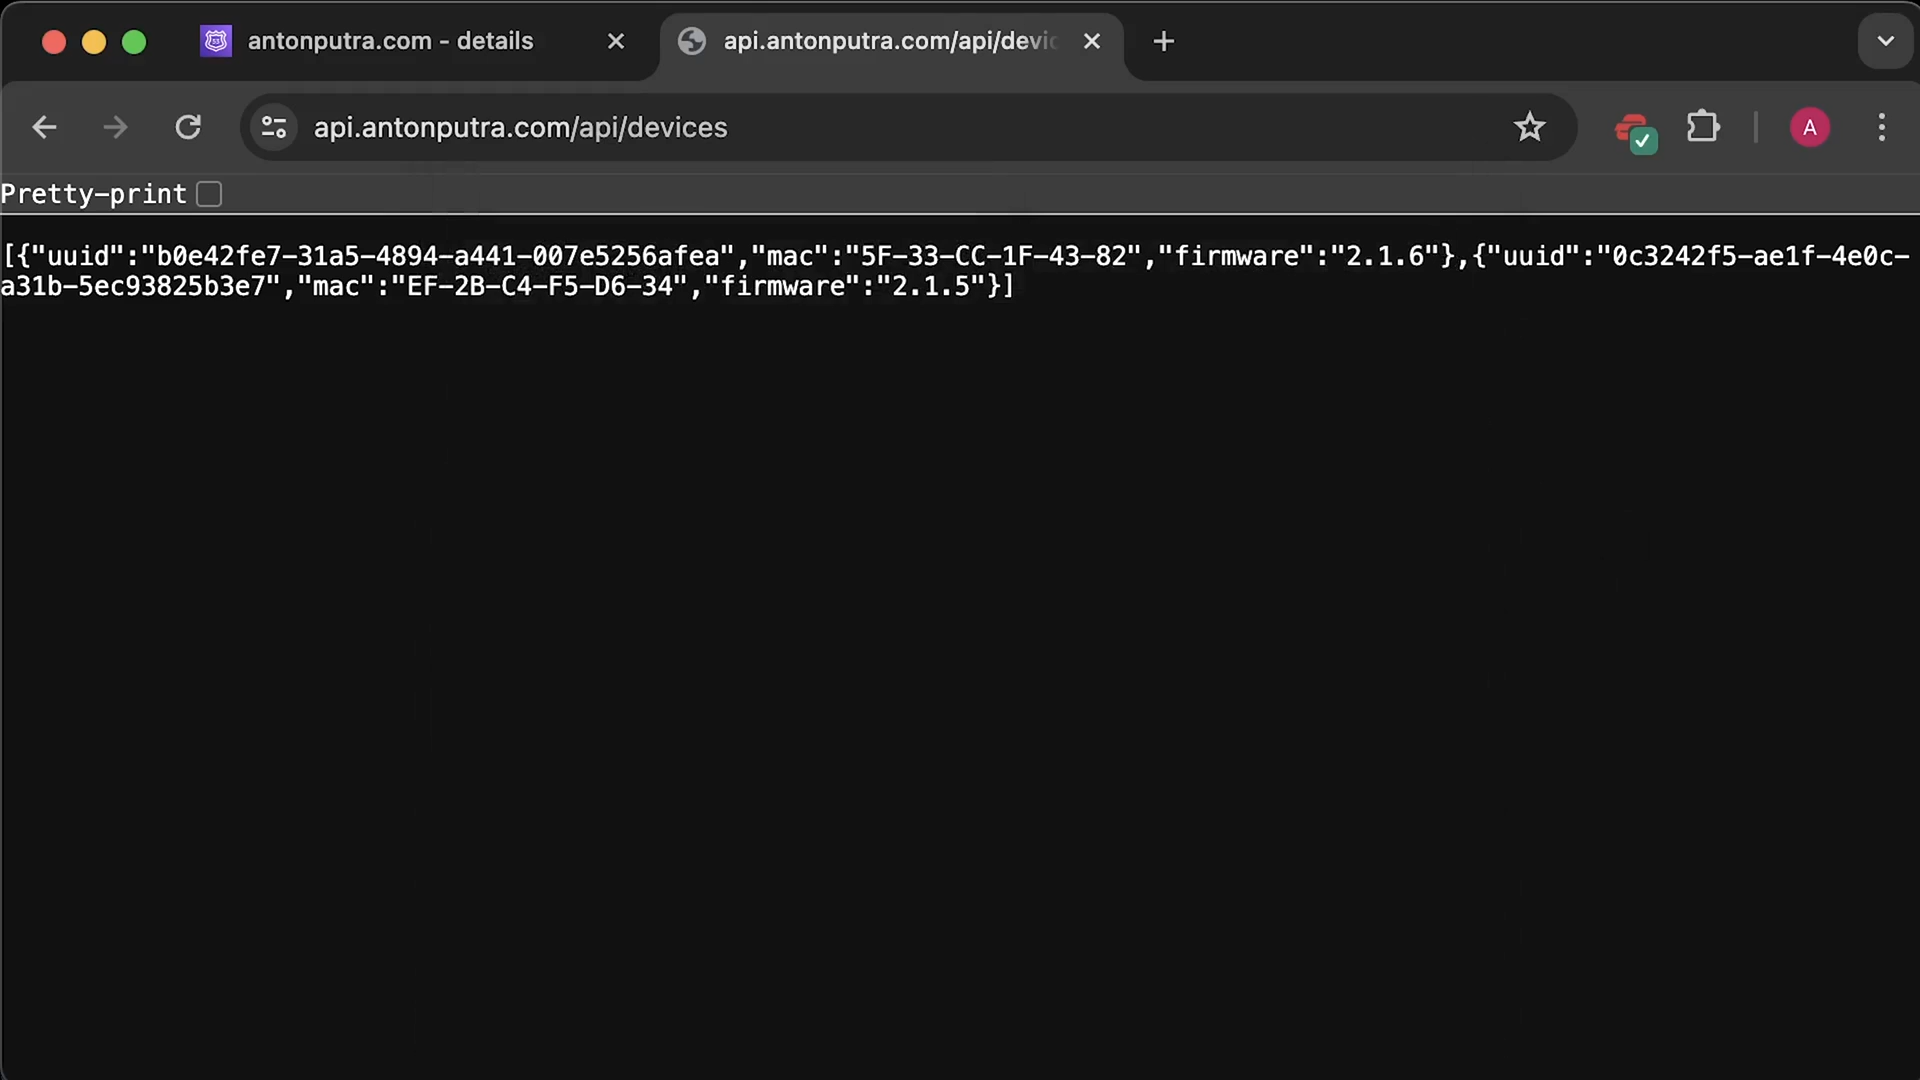 antonputra.com - details
api.antonputra.com/api/devic
api.antonputra.com/api/devices
A
Pretty-print
[{"uuid":"b0e42fe7-31a5-4894-a441-007e5256afea","mac":"5F-33-CC-1F-43-82","firmware":"2.1.6"},{"uuid":"0c3242f5-ae1f-4e0c-
a31b-5ec93825b3e7","mac":"EF-2B-C4-F5-D6-34","firmware":"2.1.5"}]